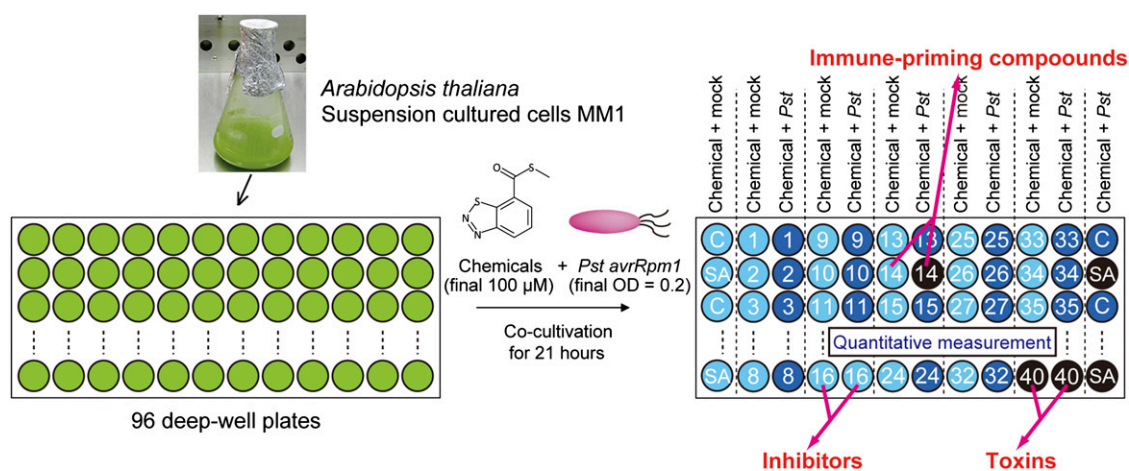 Arabidopsis thaliana
Suspension cultured cells MM1
96 deep-well plates
O
S
S
N
N
Chemicals + Pst avrRpm1
(final 100 µM) (final OD = 0.2)
Co-cultivation
for 21 hours
Immune-priming compoounds
Chemical + mock
Chemical + mock
Chemical + Pst
Chemical + mock
Chemical + Pst
Chemical + mock
Chemical + Pst
Chemical + mock
Chemical + Pst
Chemical + mock
Chemical + Pst
Chemical + Pst
C 1 1 9 9 13 13 25 25 33 33 C
SA 2 2 10 10 14 14 26 26 34 34 SA
C 3 3 11 11 15 15 27 27 35 35 C
Quantitative measurement
SA 8 8 16 16 24 24 32 32 40 40 SA
Inhibitors
Toxins